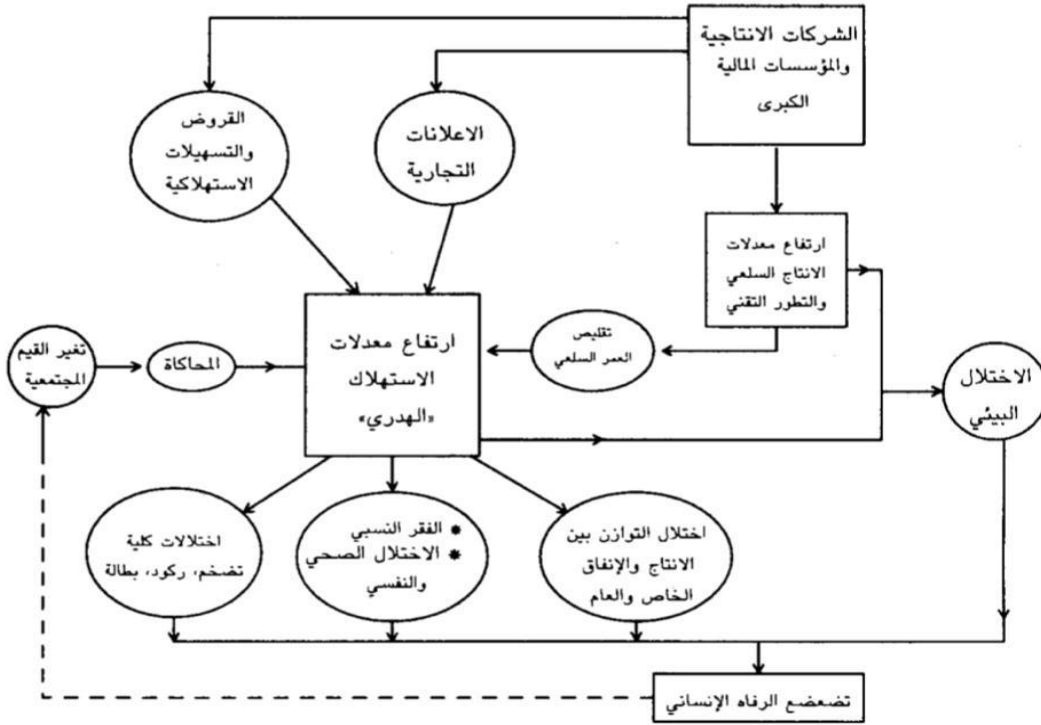 الشركات الانتاجية
والمؤسسات المالية
الكبرى
القروض
والتسهيلات
الاستهلاكية
الاعلانات
التجارية
ارتفاع معدلات
الانتاج السلعي
والتطور التقني
تقليص
العمر السلعي
ارتفاع معدلات
الاستهلاك
«الهدري»
المحاكاة
تغير القيم
المجتمعية
الاختلال
البيئي
اختلال التوازن بين
الانتاج والإنفاق
الخاص والعام
* الفقر النسبي
* الاختلال الصحي
والنفسي
اختلالات كلية
تضخم، ركود، بطالة
تضعضع الرفاه الإنساني